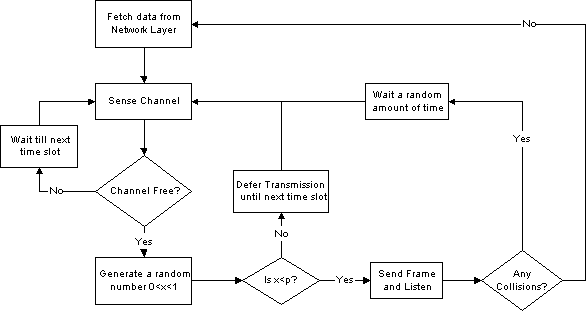 Fetch data from
Network Layer
No
Sense Channel
Wait a random
amount of time
Wait till next
time slot
Yes
No
Channel Free?
Defer Transmission
until next time slot
Yes
No
Generate a random
number 0<x<1
Is x<p?
Yes
Send Frame
and Listen
Any
Collisions?